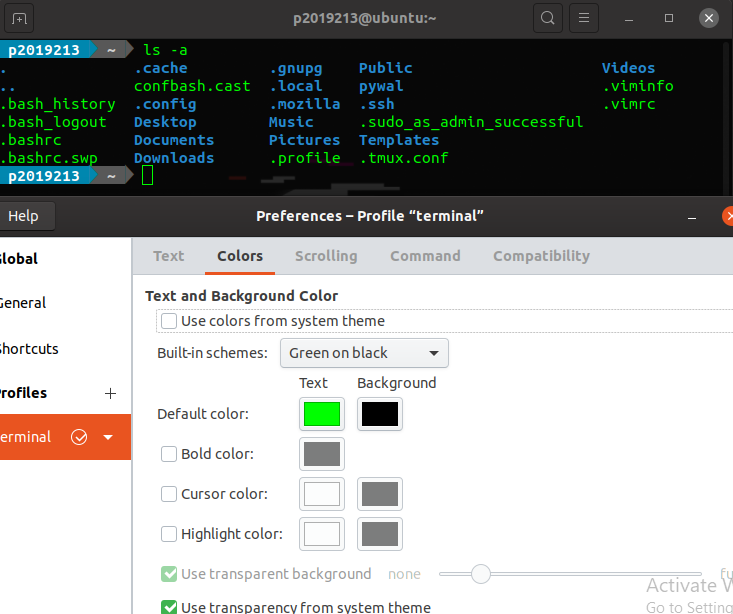 p2019213@ubuntu:~
p2019213 ~ ls -a
. .cache .gnupg Public Videos
.. confbash.cast .local pywal .viminfo
.bash_history .config .mozilla .ssh .vimrc
.bash_logout Desktop Music .sudo_as_admin_successful
.bashrc Documents Pictures Templates
.bashrc.swp Downloads .profile .tmux.conf
p2019213 ~
Help Preferences – Profile “terminal”
Global
General
Shortcuts
Profiles
terminal
Text Colors Scrolling Command Compatibility
Text and Background Color
Use colors from system theme
Built-in schemes: Green on black
Text Background
Default color:
Bold color:
Cursor color:
Highlight color:
Use transparent background none fu
Use transparency from system theme
Activate W
Go to Setting